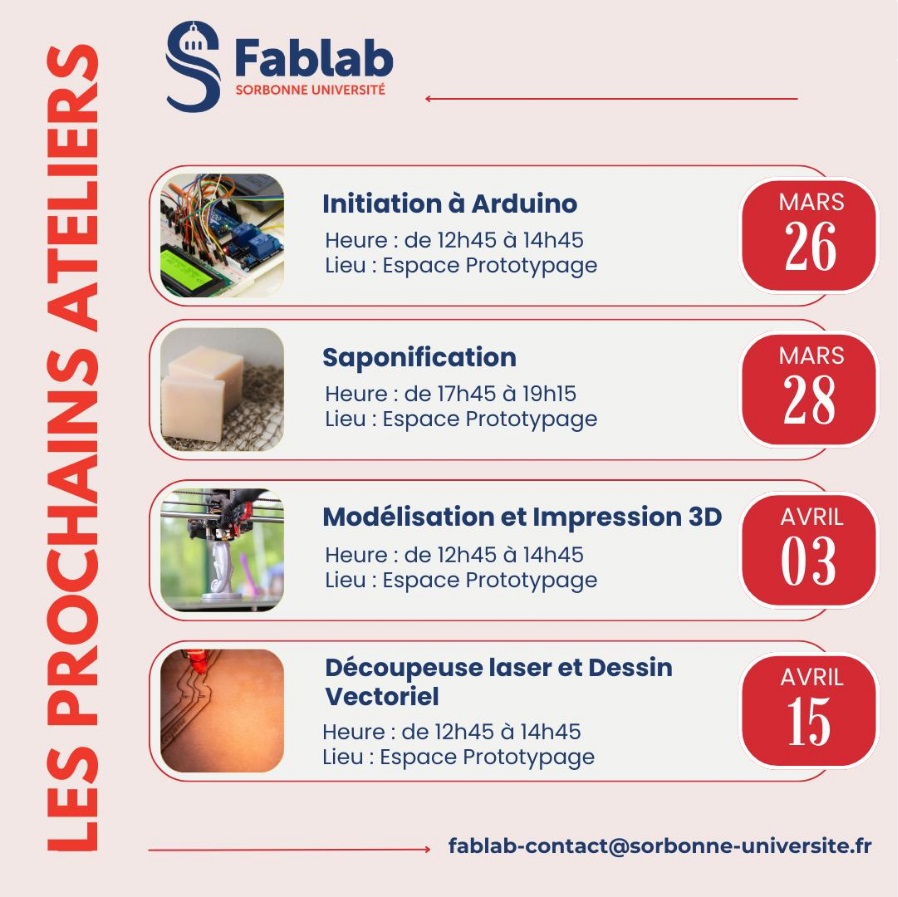 LES PROCHAINS ATELIERS
Fablab
SORBONNE UNIVERSITÉ
Initiation à Arduino
Heure : de 12h45 à 14h45
Lieu : Espace Prototypage
MARS
26
Saponification
Heure : de 17h45 à 19h15
Lieu : Espace Prototypage
MARS
28
Modélisation et Impression 3D
Heure : de 12h45 à 14h45
Lieu : Espace Prototypage
AVRIL
03
Découpeuse laser et Dessin
Vectoriel
Heure : de 12h45 à 14h45
Lieu : Espace Prototypage
AVRIL
15
fablab-contact@sorbonne-universite.fr